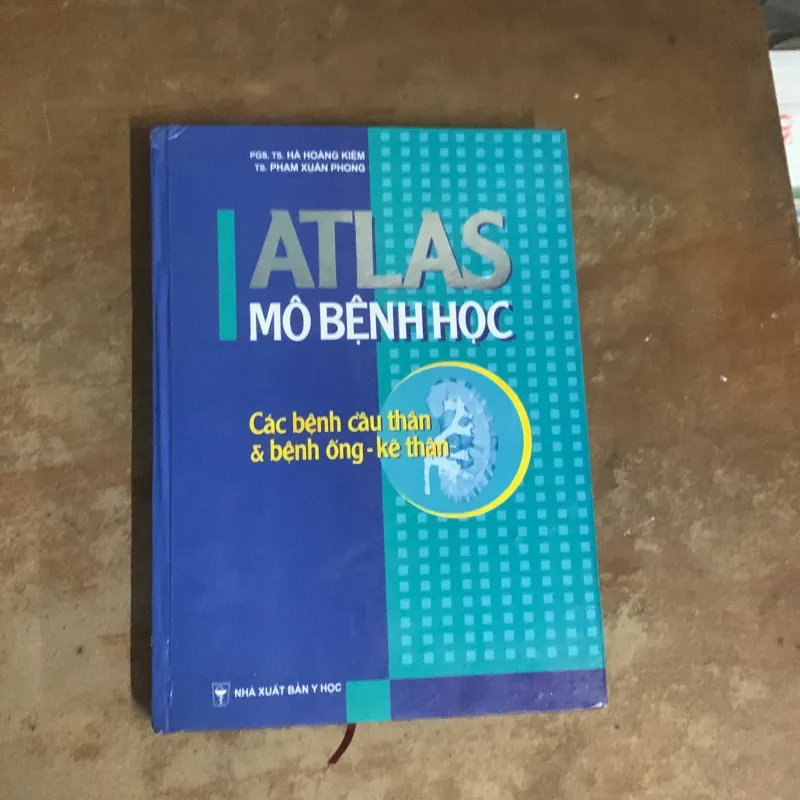 PGS. TS. HÀ HOÀNG KIỆM
TS. PHẠM XUÂN PHONG
ATLAS
MÔ BỆNH HỌC
Các bệnh cầu thận
& bệnh ống - kẽ thận
NHÀ XUẤT BẢN Y HỌC